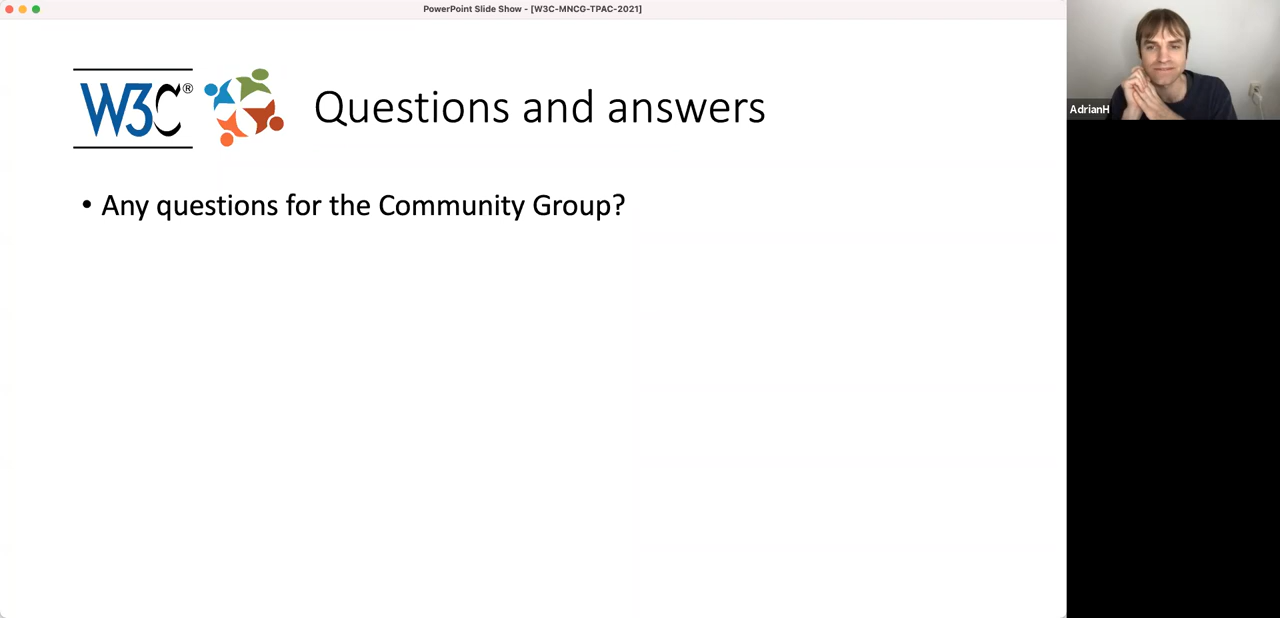 PowerPoint Slide Show - [W3C-MNCG-TPAC-2021]
W3C®
Questions and answers
• Any questions for the Community Group?
AdrianH